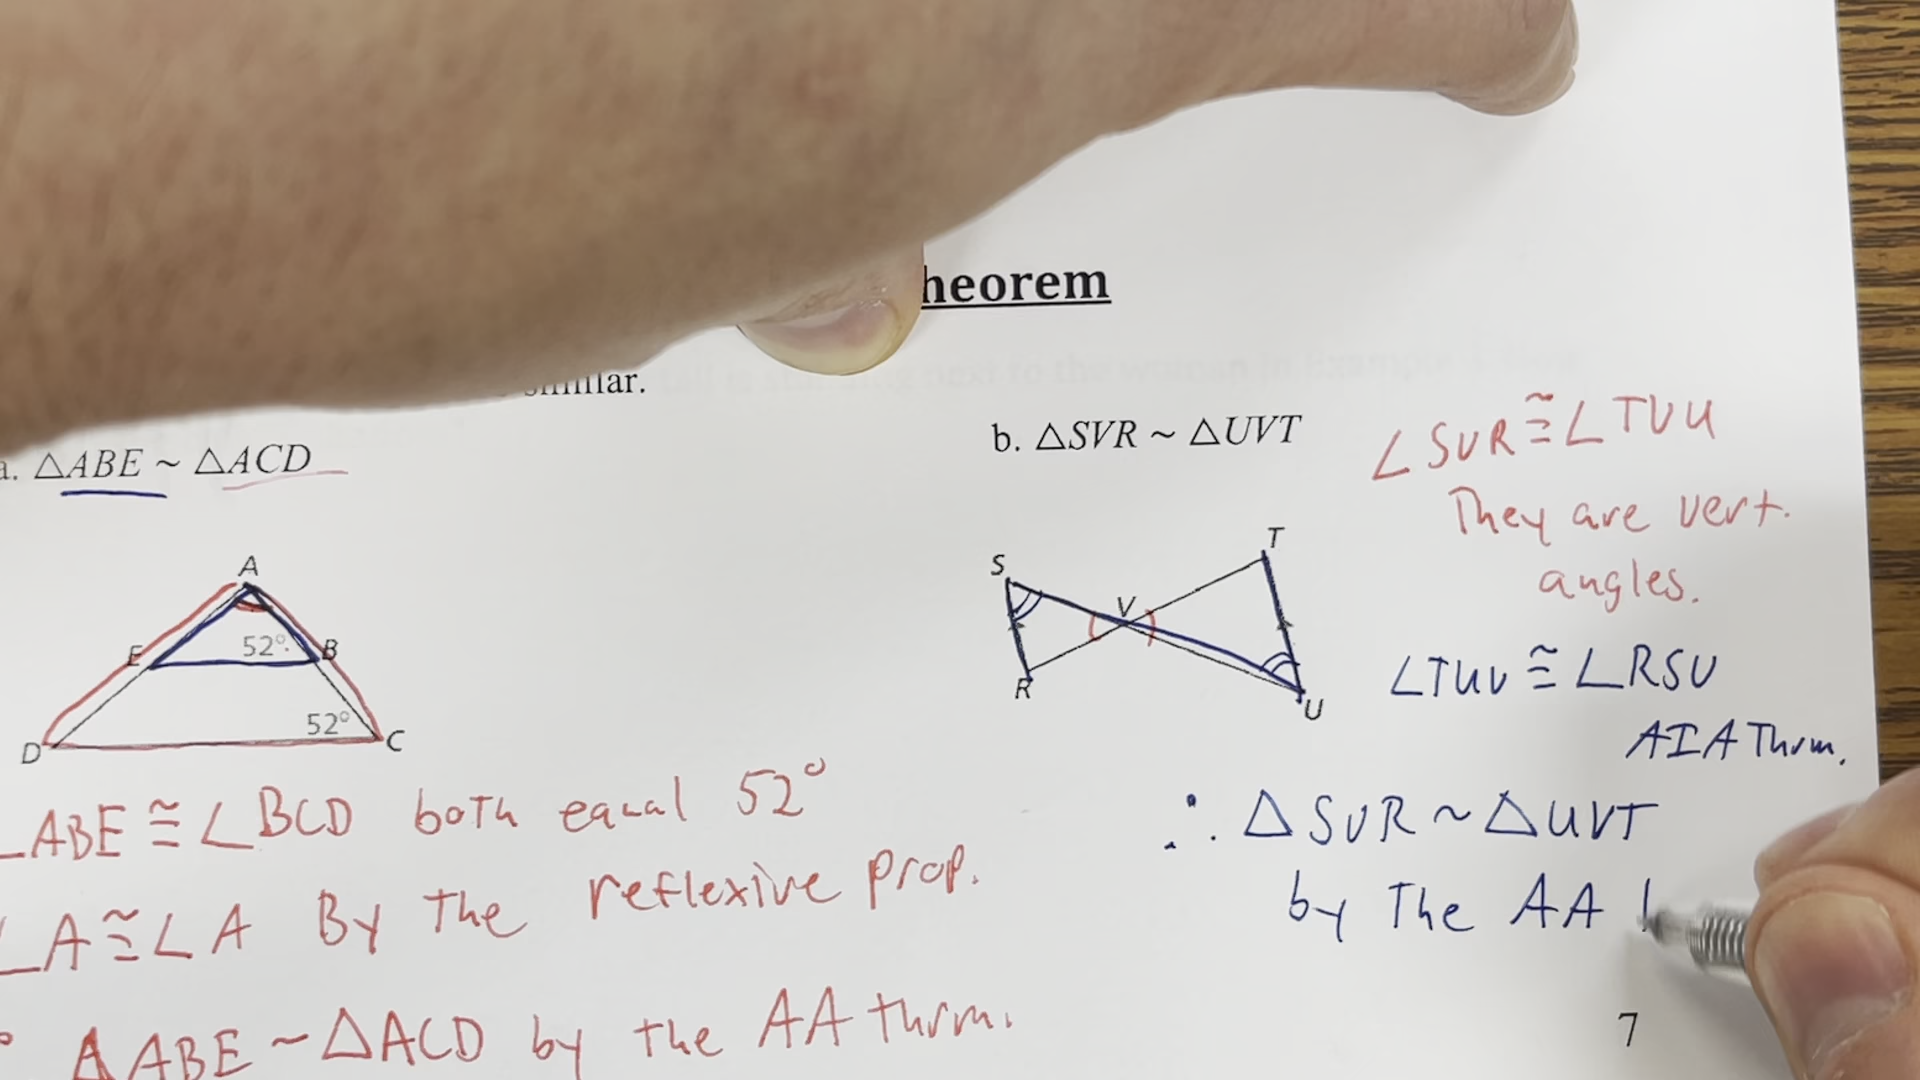 heorem
similar.
a. △ABE ~ △ACD
b. △SVR ~ △UVT
∠SVR ≅ ∠TVU
They are vert.
angles.
A
E
52°
B
52°
D
C
S
V
T
R
U
∠TUV ≅ ∠RSV
AIA Thrm.
∠ABE ≅ ∠BCD both equal 52°
∠A ≅ ∠A By the reflexive prop.
△ABE ~ △ACD by the AA thrm.
∴ △SVR ~ △UVT
by The AA
7